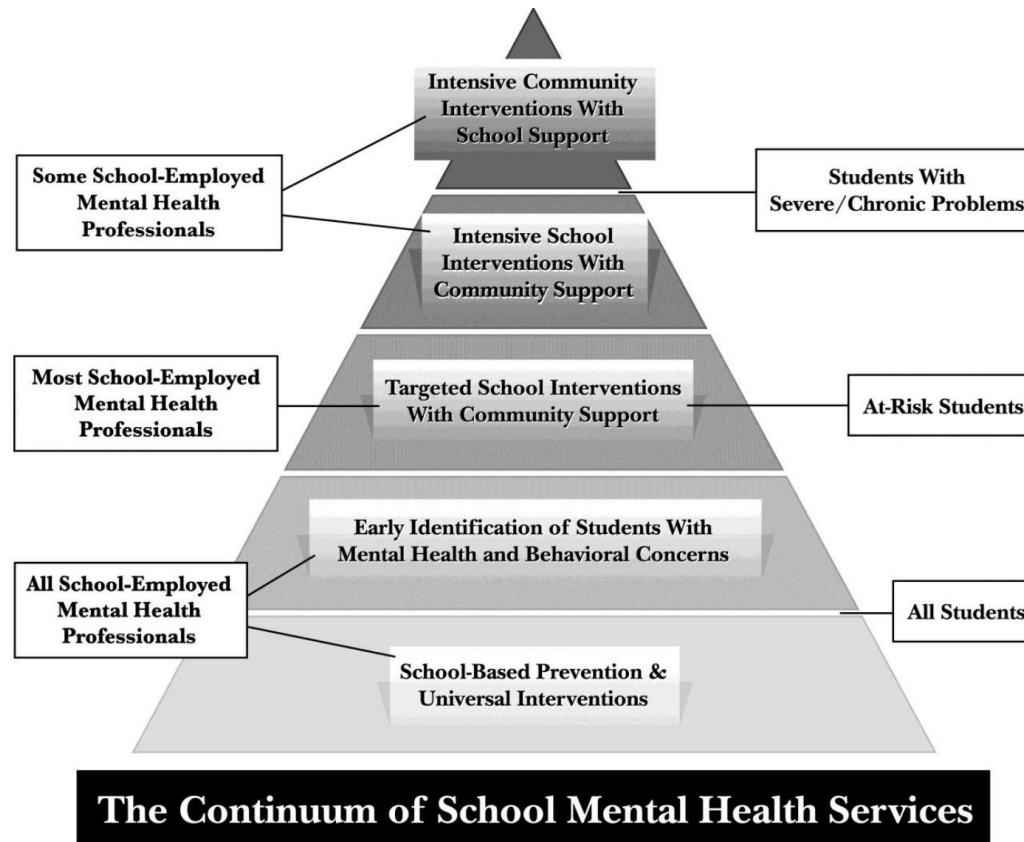 Intensive Community
Interventions With
School Support
Some School-Employed
Mental Health
Professionals
Students With
Severe/Chronic Problems
Intensive School
Interventions With
Community Support
Most School-Employed
Mental Health
Professionals
Targeted School Interventions
With Community Support
At-Risk Students
Early Identification of Students With
Mental Health and Behavioral Concerns
All School-Employed
Mental Health
Professionals
All Students
School-Based Prevention &
Universal Interventions
The Continuum of School Mental Health Services